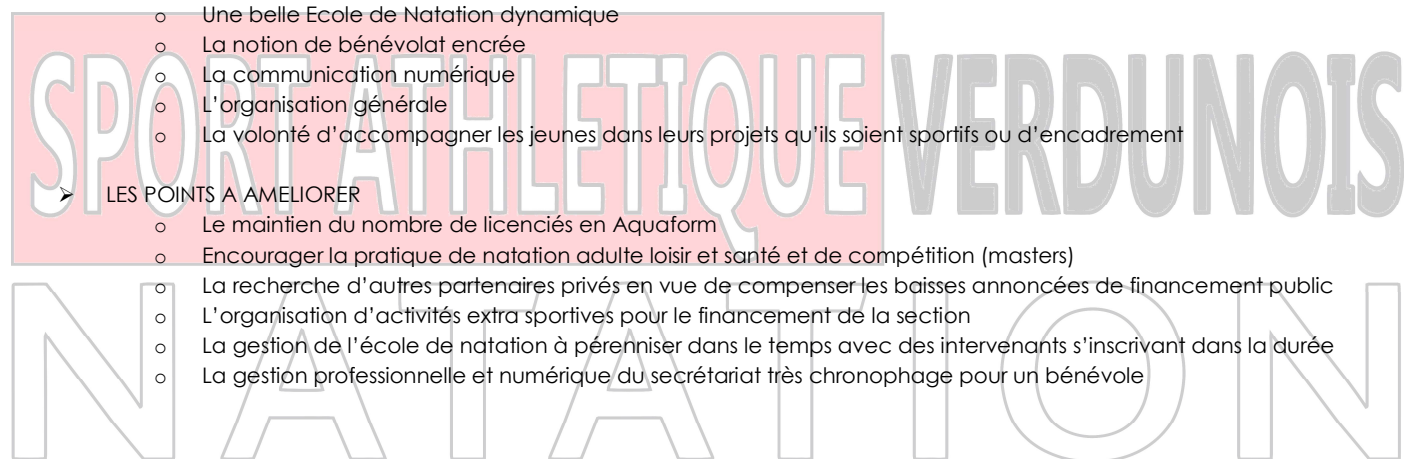 o Une belle Ecole de Natation dynamique
o La notion de bénévolat encrée
o La communication numérique
o L'organisation générale
o La volonté d'accompagner les jeunes dans leurs projets qu'ils soient sportifs ou d'encadrement
SPORT ATHLETIQUE VERDUNOIS
➢ LES POINTS A AMELIORER
o Le maintien du nombre de licenciés en Aquaform
o Encourager la pratique de natation adulte loisir et santé et de compétition (masters)
o La recherche d'autres partenaires privés en vue de compenser les baisses annoncées de financement public
o L'organisation d'activités extra sportives pour le financement de la section
o La gestion de l'école de natation à pérenniser dans le temps avec des intervenants s'inscrivant dans la durée
o La gestion professionnelle et numérique du secrétariat très chronophage pour un bénévole
NATATION